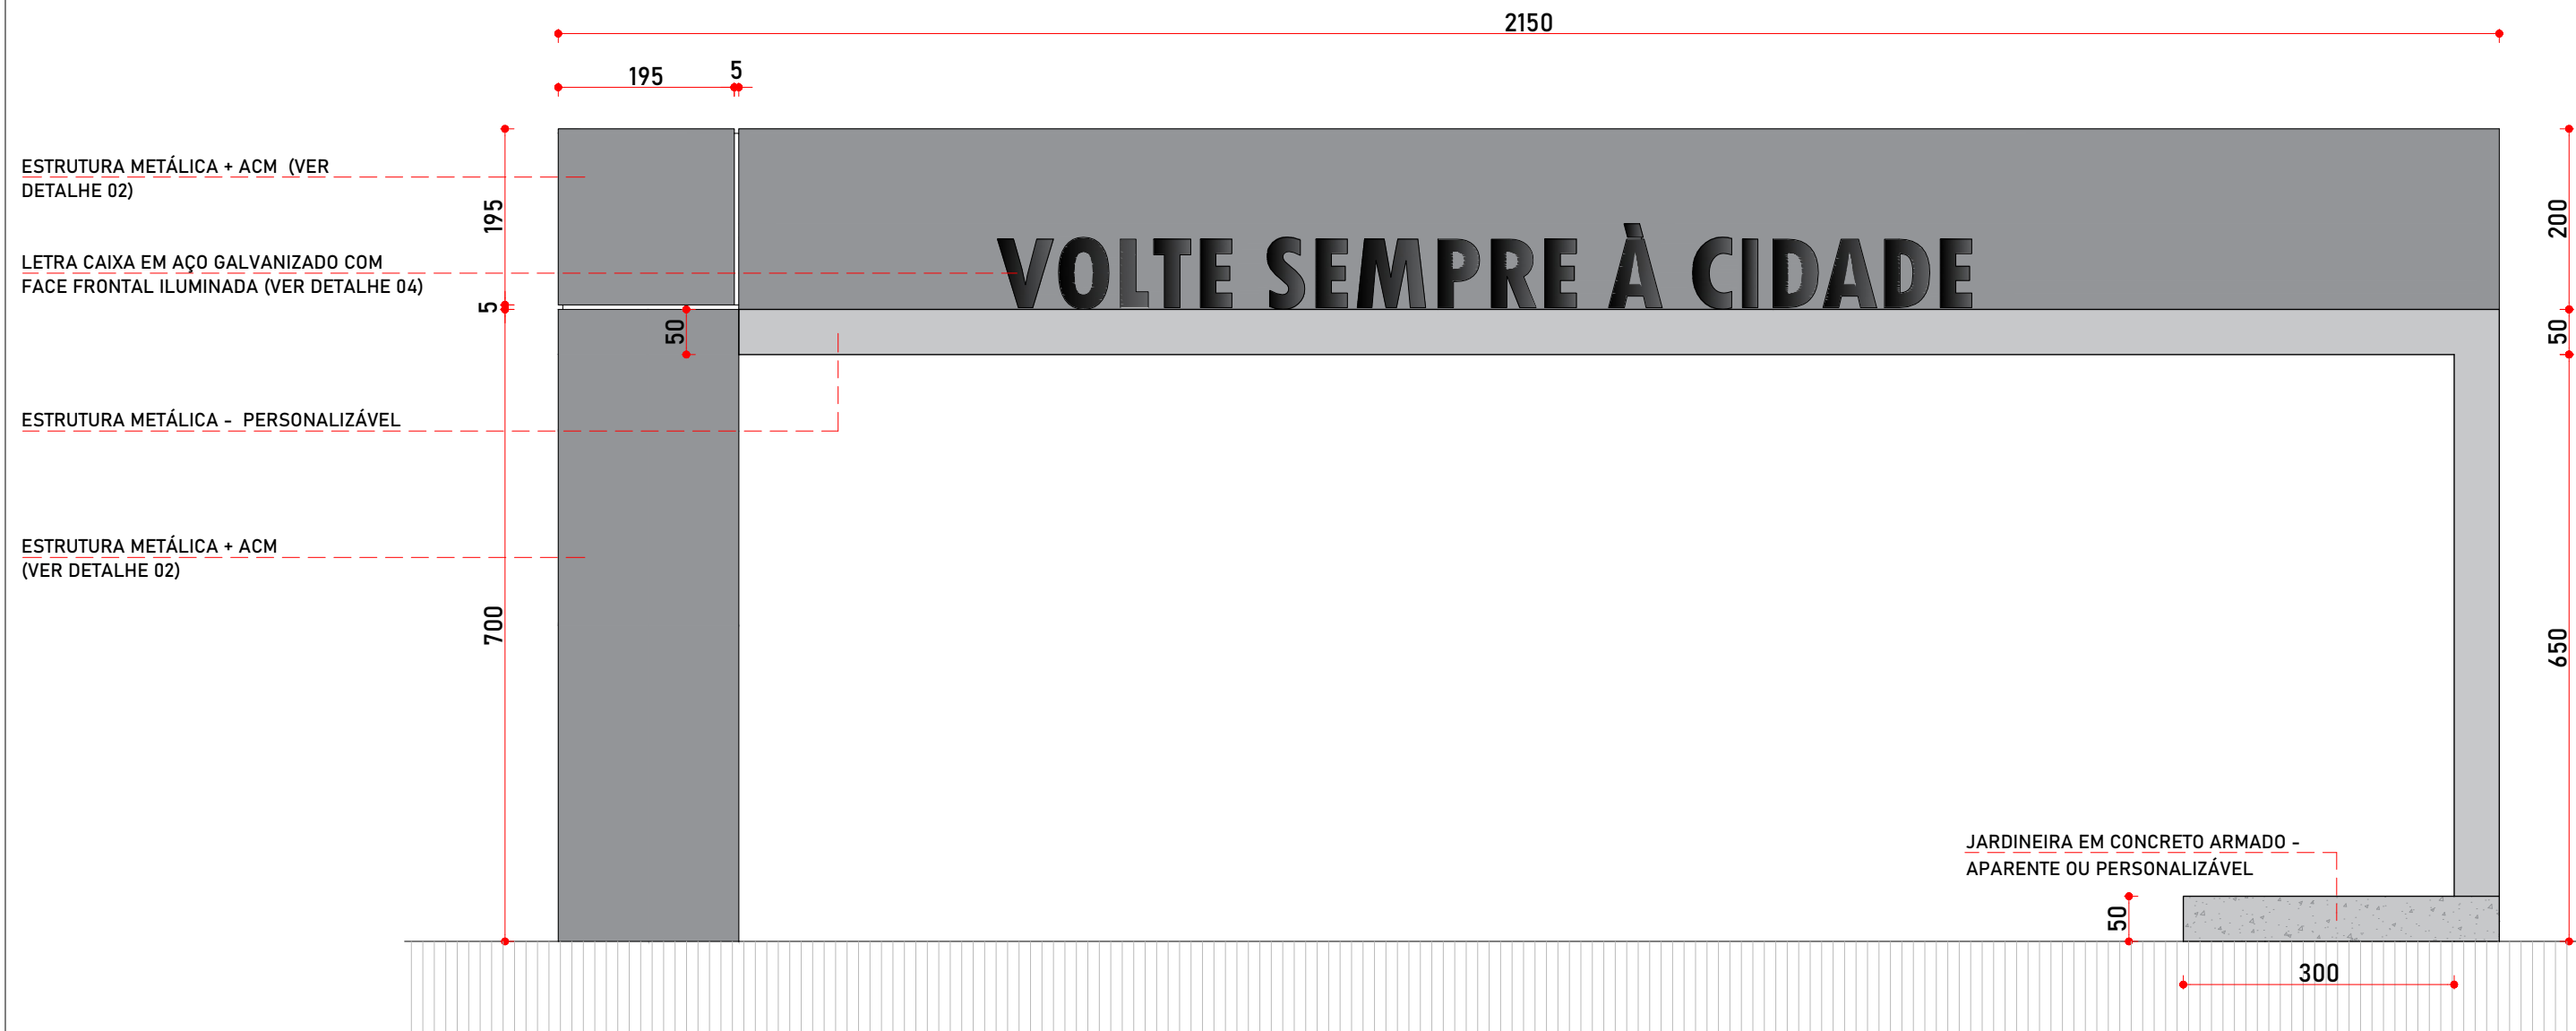 2150
195
5
ESTRUTURA METÁLICA + ACM (VER
DETALHE 02)
195
200
LETRA CAIXA EM AÇO GALVANIZADO COM
FACE FRONTAL ILUMINADA (VER DETALHE 04)
VOLTE SEMPRE À CIDADE
5
50
50
ESTRUTURA METÁLICA - PERSONALIZÁVEL
ESTRUTURA METÁLICA + ACM
(VER DETALHE 02)
700
650
JARDINEIRA EM CONCRETO ARMADO -
APARENTE OU PERSONALIZÁVEL
50
300